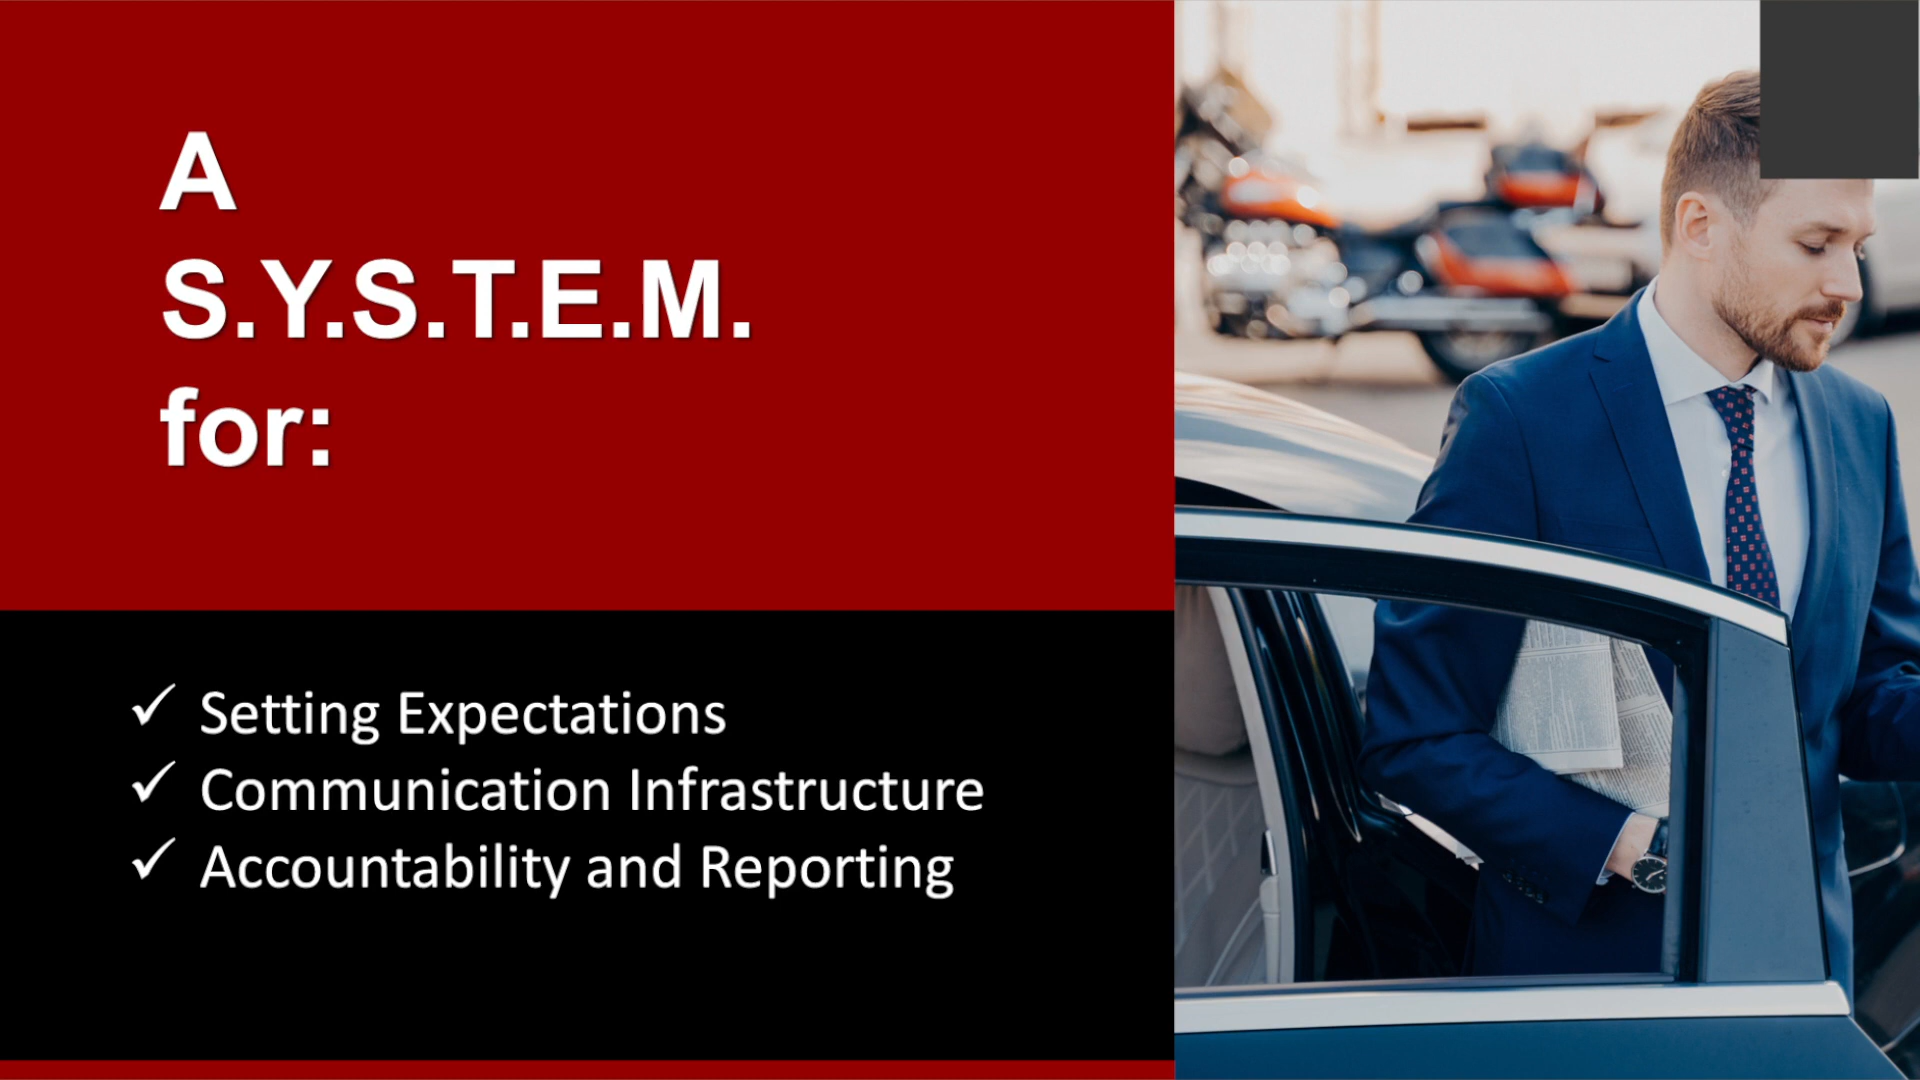 A
S.Y.S.T.E.M.
for:
✓ Setting Expectations
✓ Communication Infrastructure
✓ Accountability and Reporting